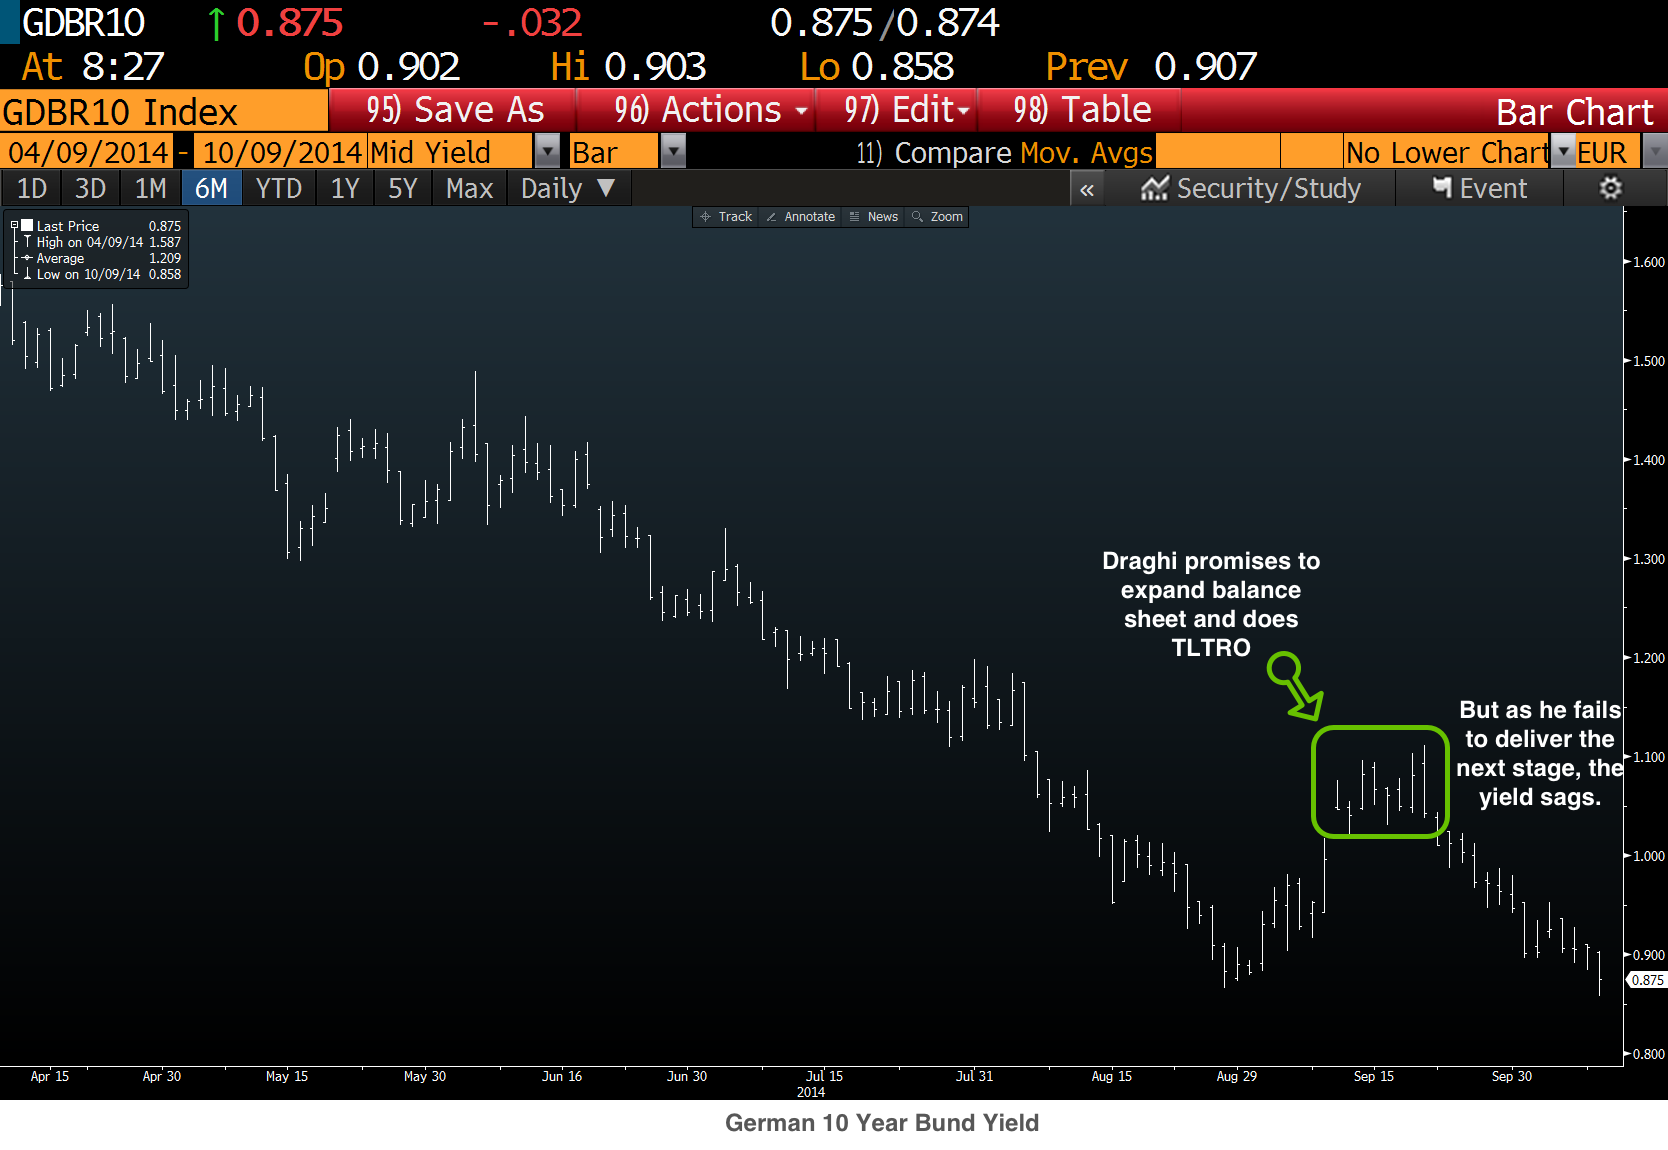 GDBR10 ↑ 0.875 -.032 0.875/0.874
At 8:27 Op 0.902 Hi 0.903 Lo 0.858 Prev 0.907
GDBR10 Index 95) Save As 96) Actions 97) Edit 98) Table Bar Chart
04/09/2014 - 10/09/2014 Mid Yield Bar 11) Compare Mov. Avgs No Lower Chart EUR
1D 3D 1M 6M YTD 1Y 5Y Max Daily ▼ « Security/Study Event
Track Annotate News Zoom
Last Price 0.875
High on 04/09/14 1.587
Average 1.209
Low on 10/09/14 0.858
1.600
1.500
1.400
1.300
Draghi promises to
expand balance
sheet and does
TLTRO
1.200
But as he fails
to deliver the
next stage, the
yield sags.
1.100
1.000
0.900
0.875
0.800
Apr 15 Apr 30 May 15 May 30 Jun 16 Jun 30 Jul 15 Jul 31 Aug 15 Aug 29 Sep 15 Sep 30
2014
German 10 Year Bund Yield